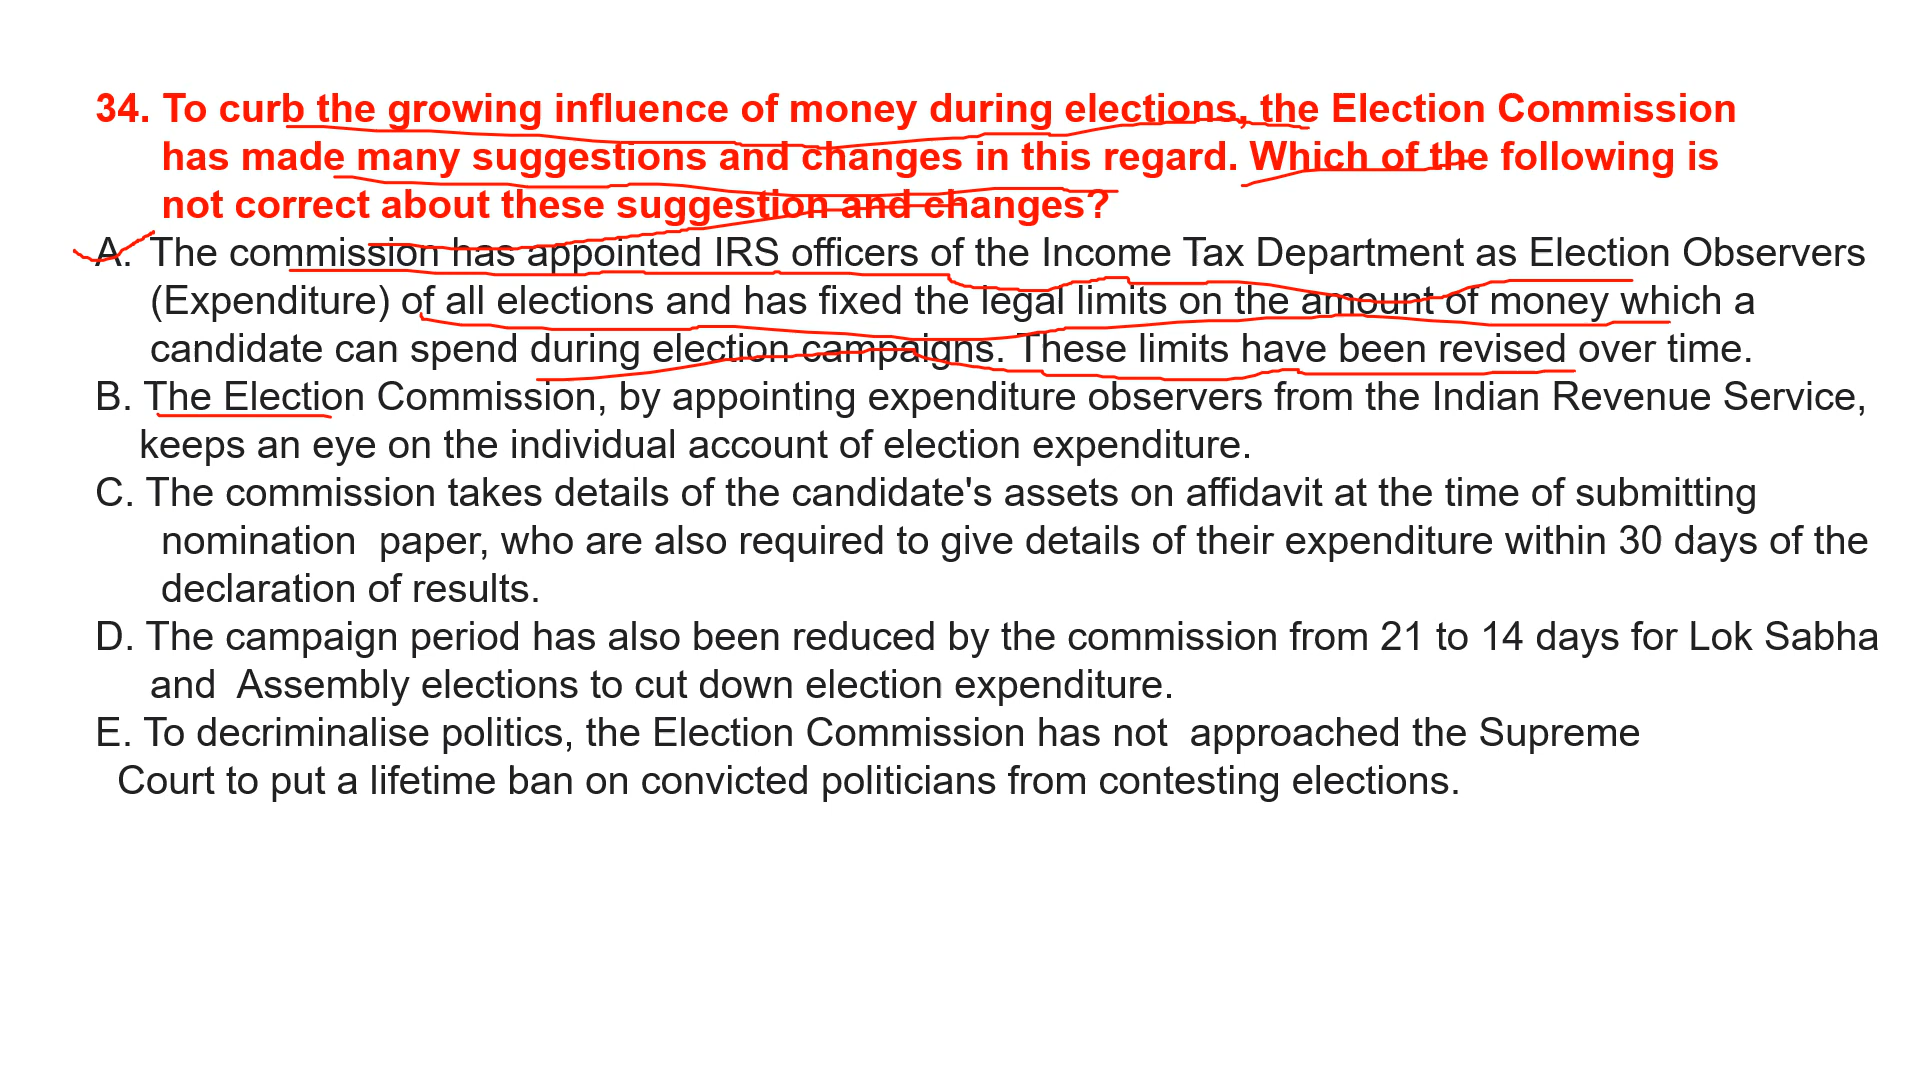 34. To curb the growing influence of money during elections, the Election Commission
has made many suggestions and changes in this regard. Which of the following is
not correct about these suggestion and changes?
A. The commission has appointed IRS officers of the Income Tax Department as Election Observers
(Expenditure) of all elections and has fixed the legal limits on the amount of money which a
candidate can spend during election campaigns. These limits have been revised over time.
B. The Election Commission, by appointing expenditure observers from the Indian Revenue Service,
keeps an eye on the individual account of election expenditure.
C. The commission takes details of the candidate's assets on affidavit at the time of submitting
nomination paper, who are also required to give details of their expenditure within 30 days of the
declaration of results.
D. The campaign period has also been reduced by the commission from 21 to 14 days for Lok Sabha
and Assembly elections to cut down election expenditure.
E. To decriminalise politics, the Election Commission has not approached the Supreme
Court to put a lifetime ban on convicted politicians from contesting elections.